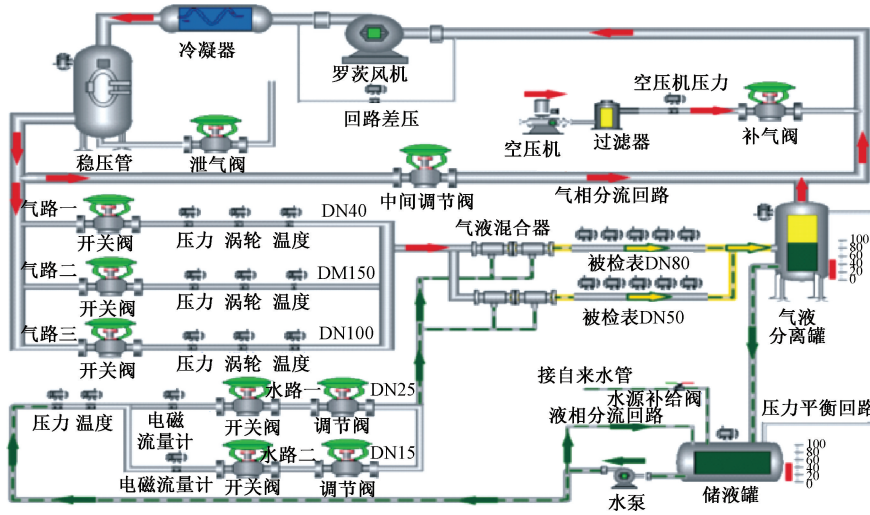 冷凝器
罗茨风机
回路差压
稳压管
泄气阀
空压机压力
空压机
过滤器
补气阀
中间调节阀
气相分流回路
气路一
开关阀
压力
涡轮
温度
DN40
气路二
开关阀
压力
涡轮
温度
DM150
气路三
开关阀
压力
涡轮
温度
DN100
气液混合器
被检表DN80
被检表DN50
100
80
60
40
20
0
气液
分离罐
压力
温度
电磁
流量计
水路一
开关阀
调节阀
DN25
电磁流量计
水路二
开关阀
调节阀
DN15
接自来水管
水源补给阀
液相分流回路
压力平衡回路
水泵
储液罐
100
80
60
40
20
0